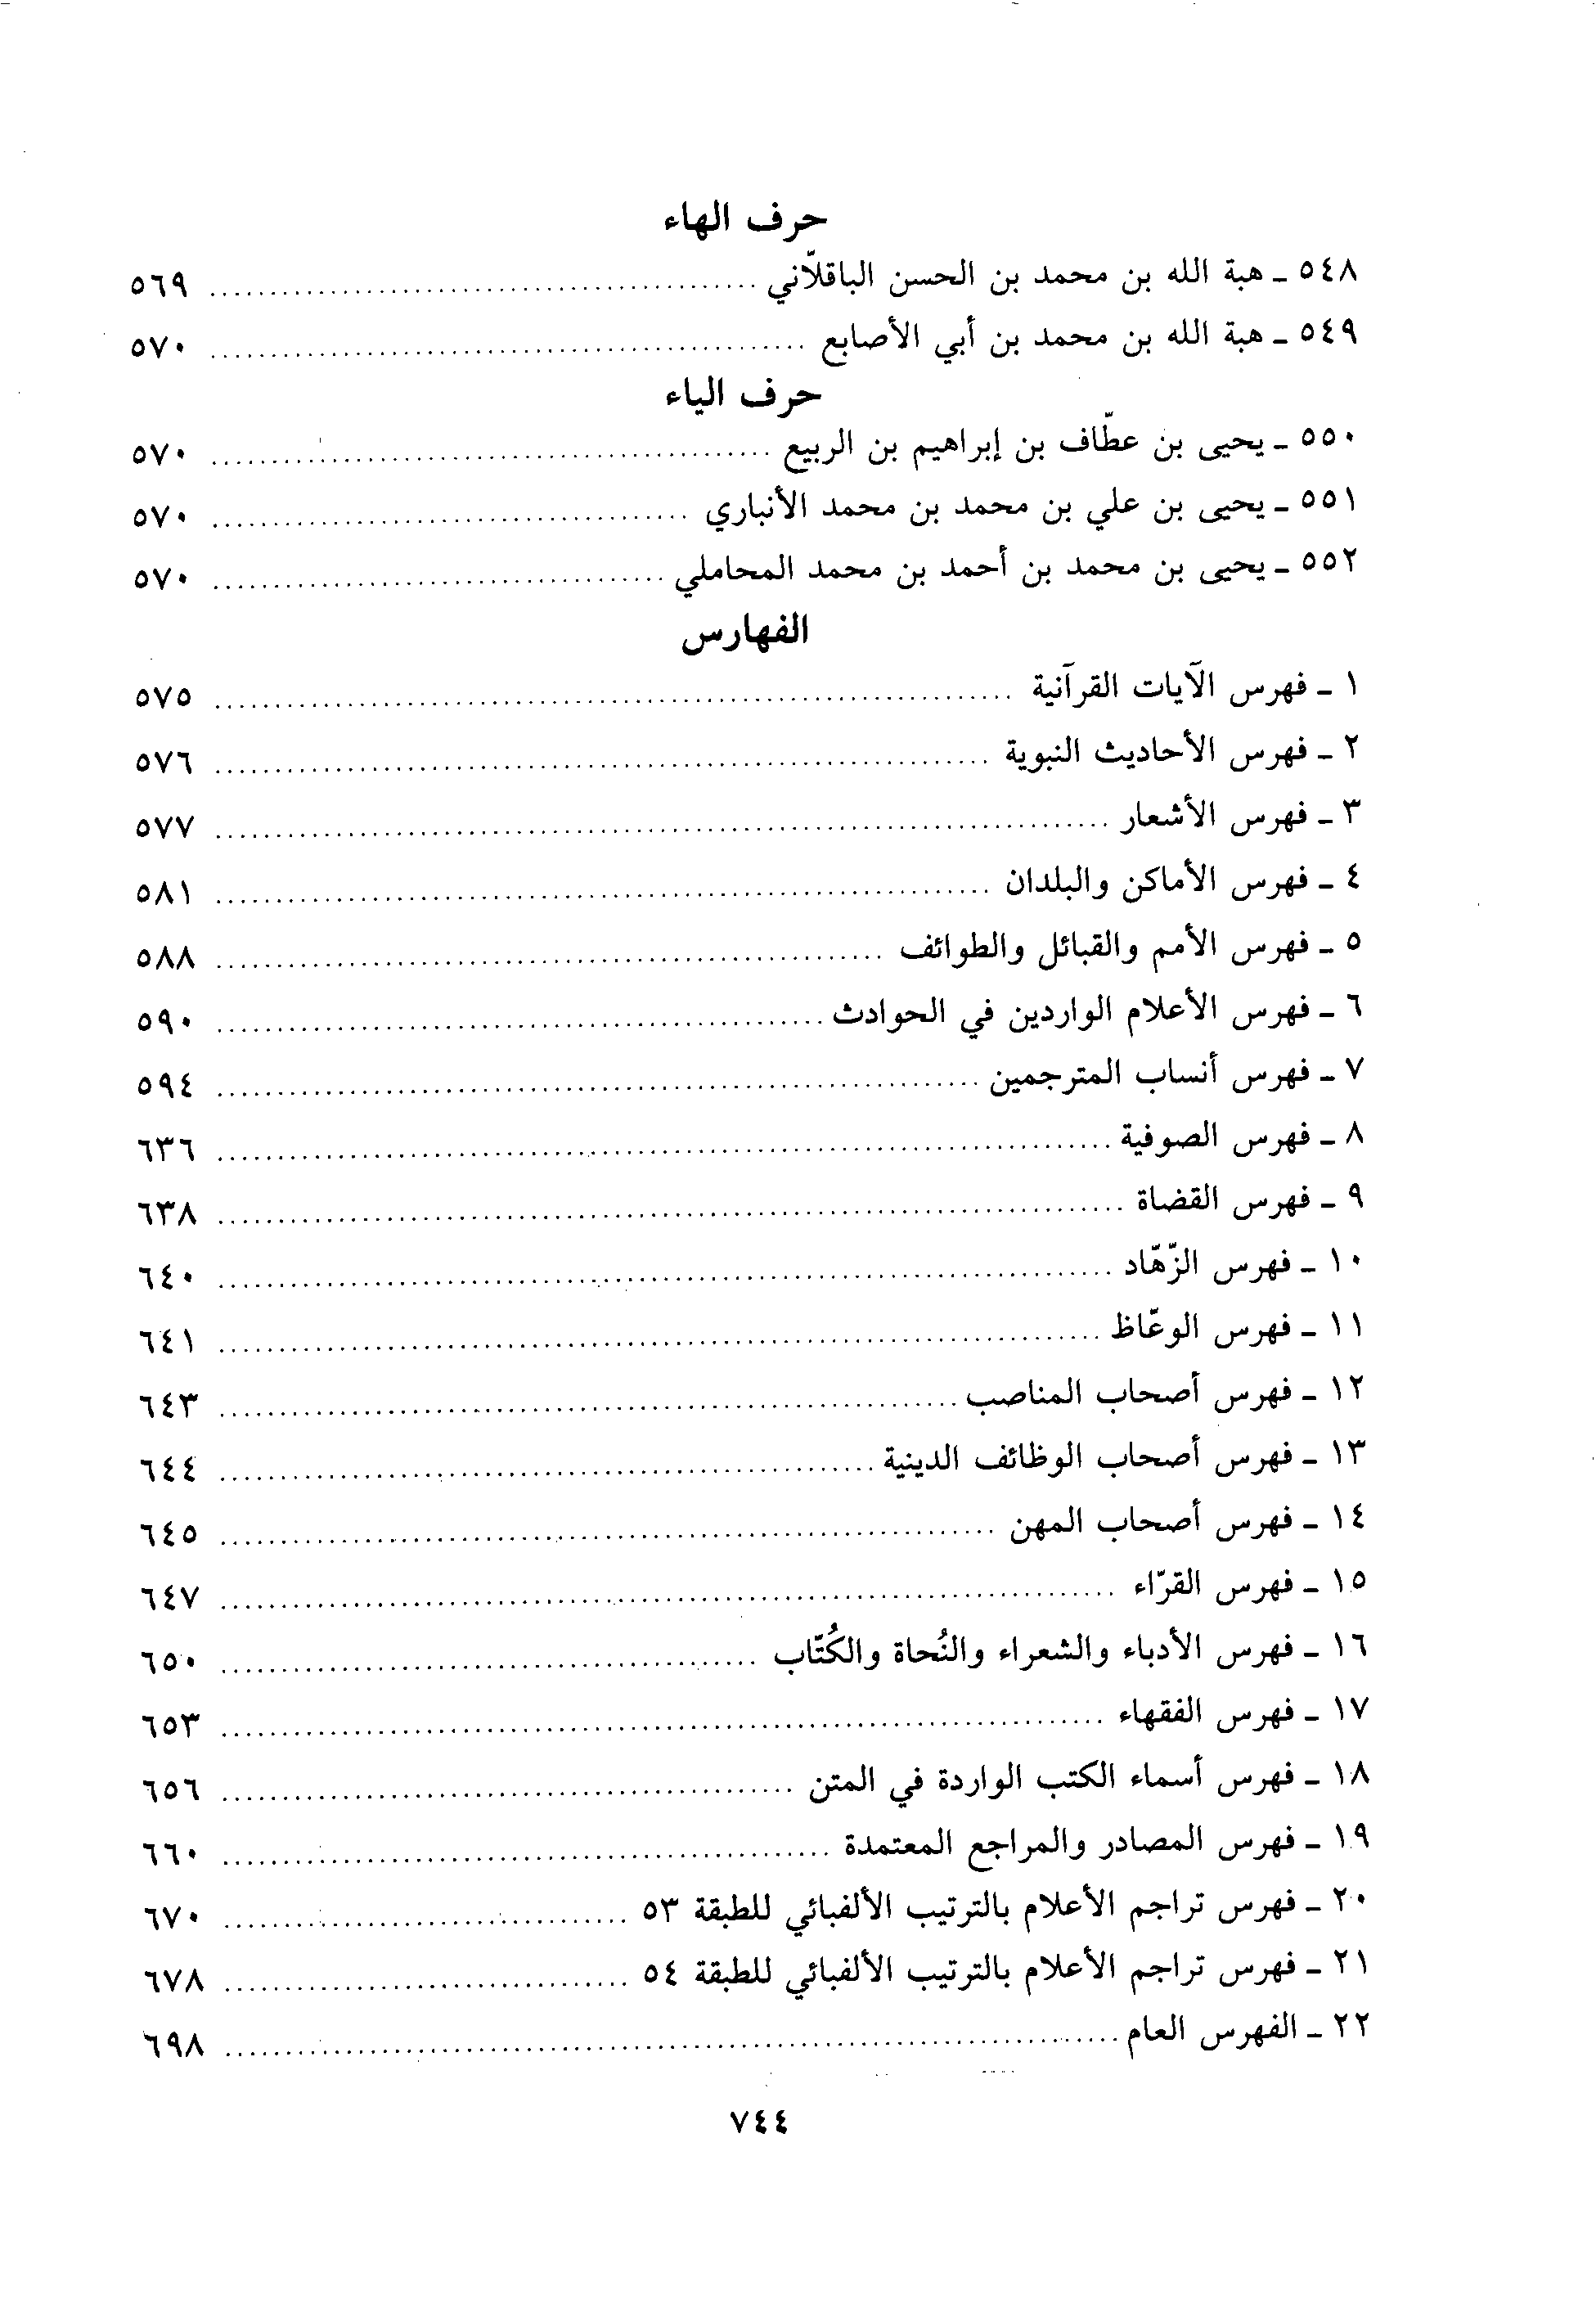 حرف الهاء
٥٤٨ ـ هبة الله بن محمد بن الحسن الباقلّاني ........ ٥٦٩
٥٤٩ ـ هبة الله بن محمد بن أبي الأصابع ........ ٥٧٠
حرف الياء
٥٥٠ ـ يحيى بن عطّاف بن إبراهيم بن الربيع ........ ٥٧٠
٥٥١ ـ يحيى بن علي بن محمد بن محمد الأنباري ........ ٥٧٠
٥٥٢ ـ يحيى بن محمد بن أحمد بن محمد المحاملي ........ ٥٧٠
الفهارس
١ ـ فهرس الآيات القرآنية ........ ٥٧٥
٢ ـ فهرس الأحاديث النبوية ........ ٥٧٦
٣ ـ فهرس الأشعار ........ ٥٧٧
٤ ـ فهرس الأماكن والبلدان ........ ٥٨١
٥ ـ فهرس الأمم والقبائل والطوائف ........ ٥٨٨
٦ ـ فهرس الأعلام الواردين في الحوادث ........ ٥٩٠
٧ ـ فهرس أنساب المترجمين ........ ٥٩٤
٨ ـ فهرس الصوفية ........ ٦٣٦
٩ ـ فهرس القضاة ........ ٦٣٨
١٠ ـ فهرس الزّهّاد ........ ٦٤٠
١١ ـ فهرس الوعّاظ ........ ٦٤١
١٢ ـ فهرس أصحاب المناصب ........ ٦٤٣
١٣ ـ فهرس أصحاب الوظائف الدينية ........ ٦٤٤
١٤ ـ فهرس أصحاب المهن ........ ٦٤٥
١٥ ـ فهرس القرّاء ........ ٦٤٧
١٦ ـ فهرس الأدباء والشعراء والنُحاة والكُتّاب ........ ٦٥٠
١٧ ـ فهرس الفقهاء ........ ٦٥٣
١٨ ـ فهرس أسماء الكتب الواردة في المتن ........ ٦٥٦
١٩ ـ فهرس المصادر والمراجع المعتمدة ........ ٦٦٠
٢٠ ـ فهرس تراجم الأعلام بالترتيب الألفبائي للطبقة ٥٣ ........ ٦٧٠
٢١ ـ فهرس تراجم الأعلام بالترتيب الألفبائي للطبقة ٥٤ ........ ٦٧٨
٢٢ ـ الفهرس العام ........ ٦٩٨
٧٤٤